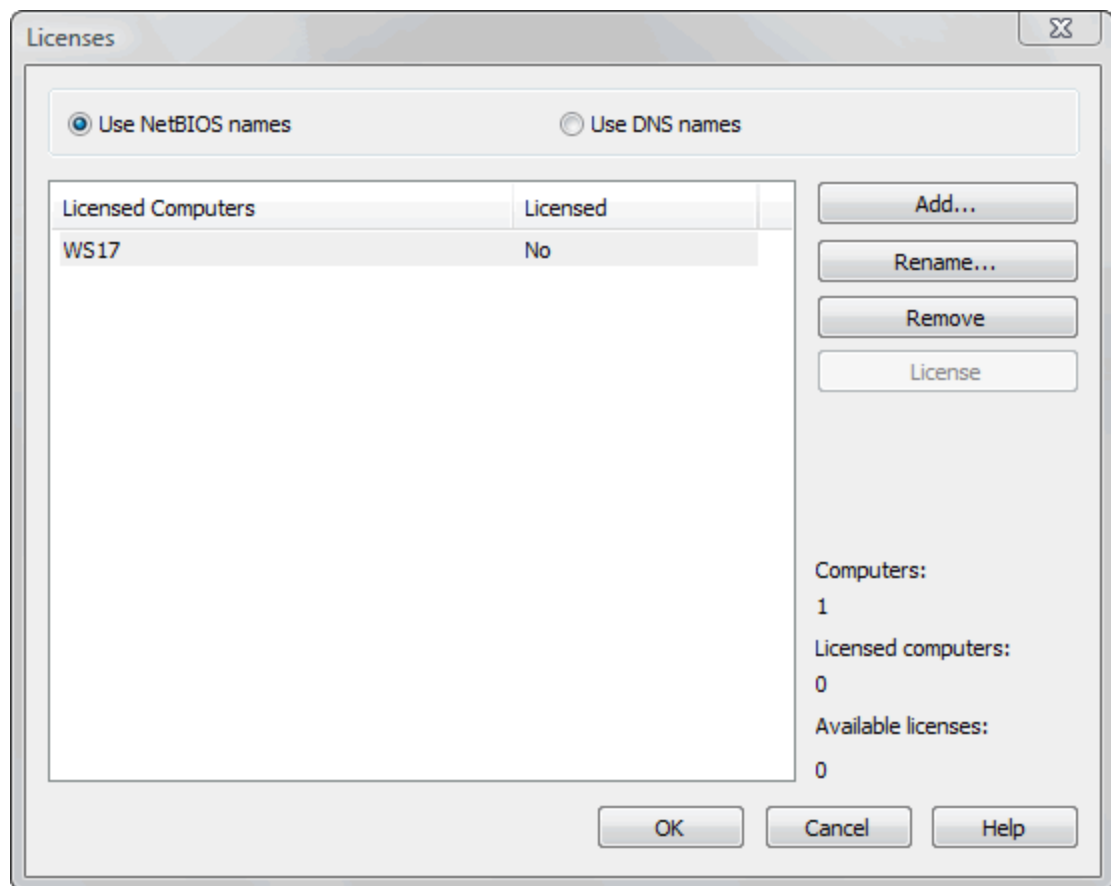 Licenses
Use NetBIOS names Use DNS names
Licensed Computers Licensed
WS17 No
Add...
Rename...
Remove
License
Computers:
1
Licensed computers:
0
Available licenses:
0
OK Cancel Help